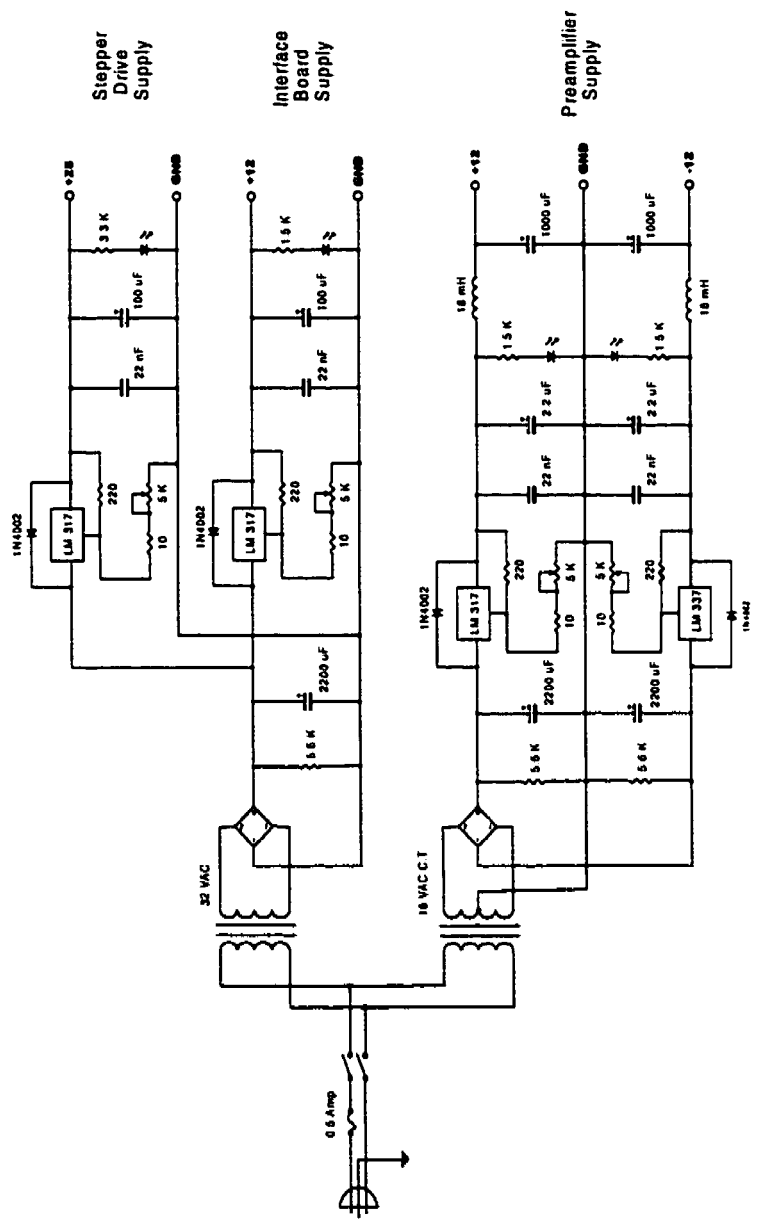 Stepper
Drive
Supply
Interface
Board
Supply
Preamplifier
Supply
GND
+12
GND
+12
GND
-12
3.3 K
100 uF
22 nF
1N4002
LM 317
220
5 K
10
1.5 K
100 uF
22 nF
1N4002
LM 317
220
5 K
10
2200 uF
5.6 K
32 VAC
1000 uF
1000 uF
18 mH
18 mH
1.5 K
1.5 K
2.2 uF
2.2 uF
22 nF
22 nF
1N4002
LM 317
220
5 K
10
5 K
10
220
LM 337
1N4002
2200 uF
2200 uF
5.6 K
5.6 K
0.5 Amp